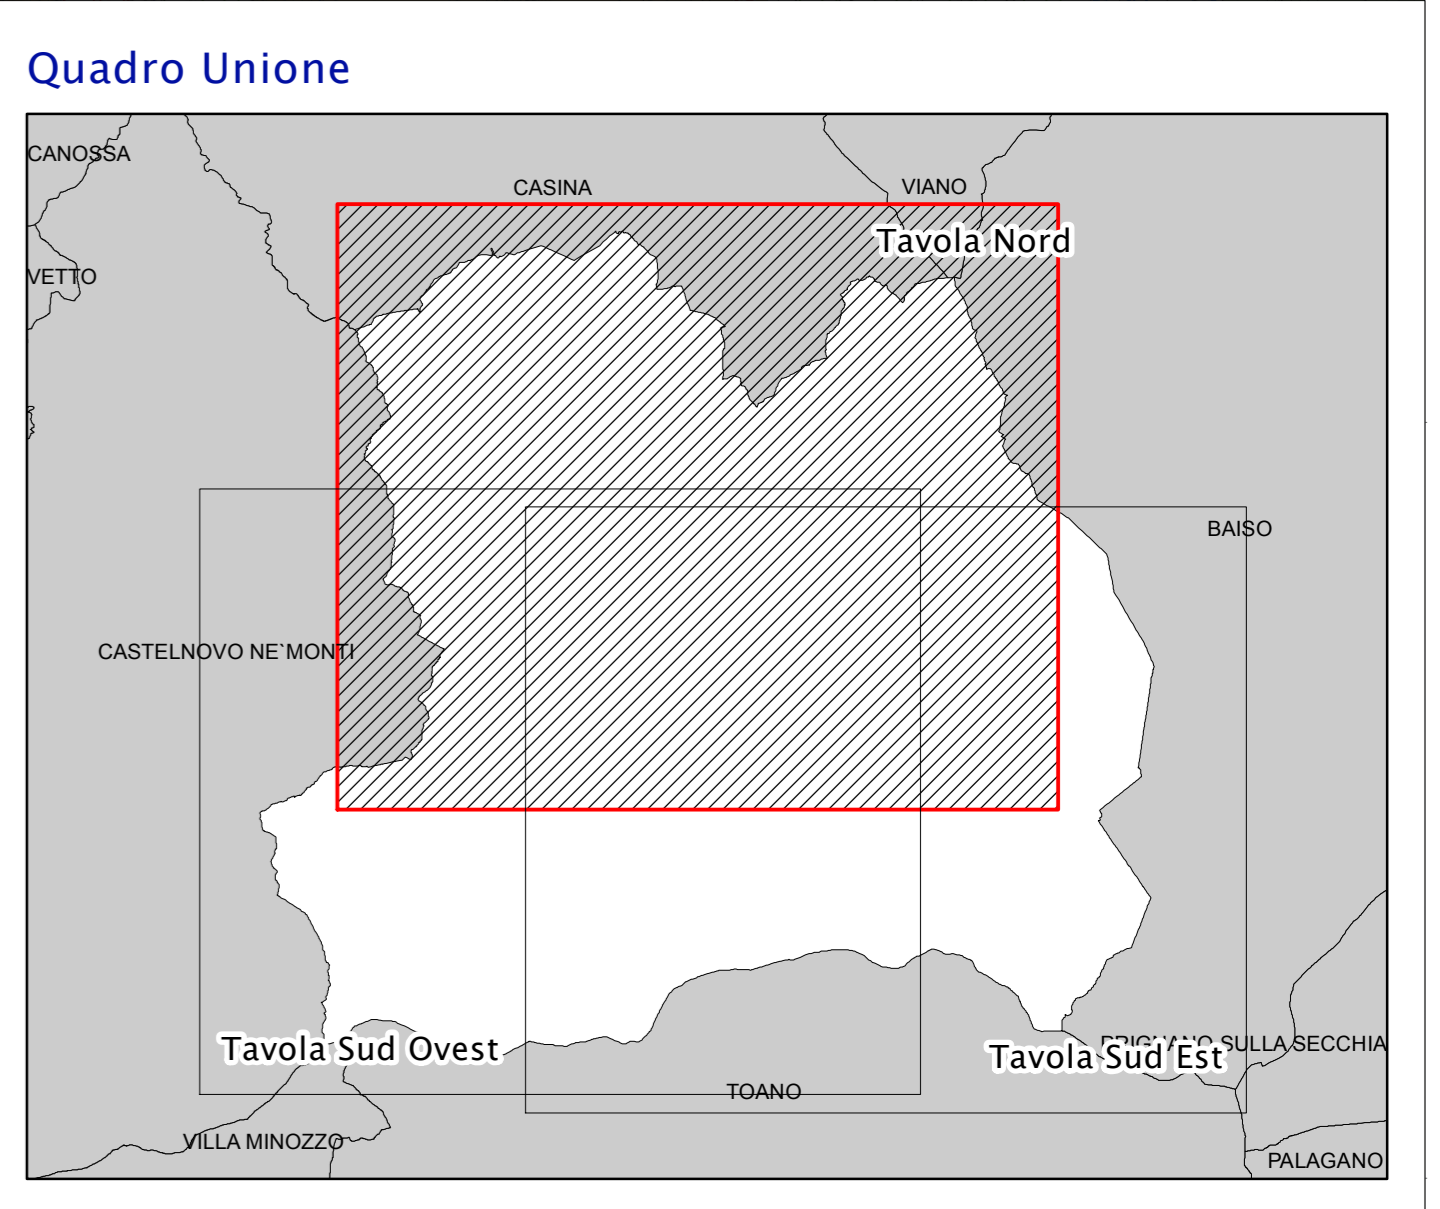 Quadro Unione
CANOSSA
CASINA
VIANO
Tavola Nord
VETTO
BAISO
CASTELNOVO NE`MONTI
Tavola Sud Ovest
PRIGNANO SULLA SECCHIA
Tavola Sud Est
TOANO
VILLA MINOZZO
PALAGANO